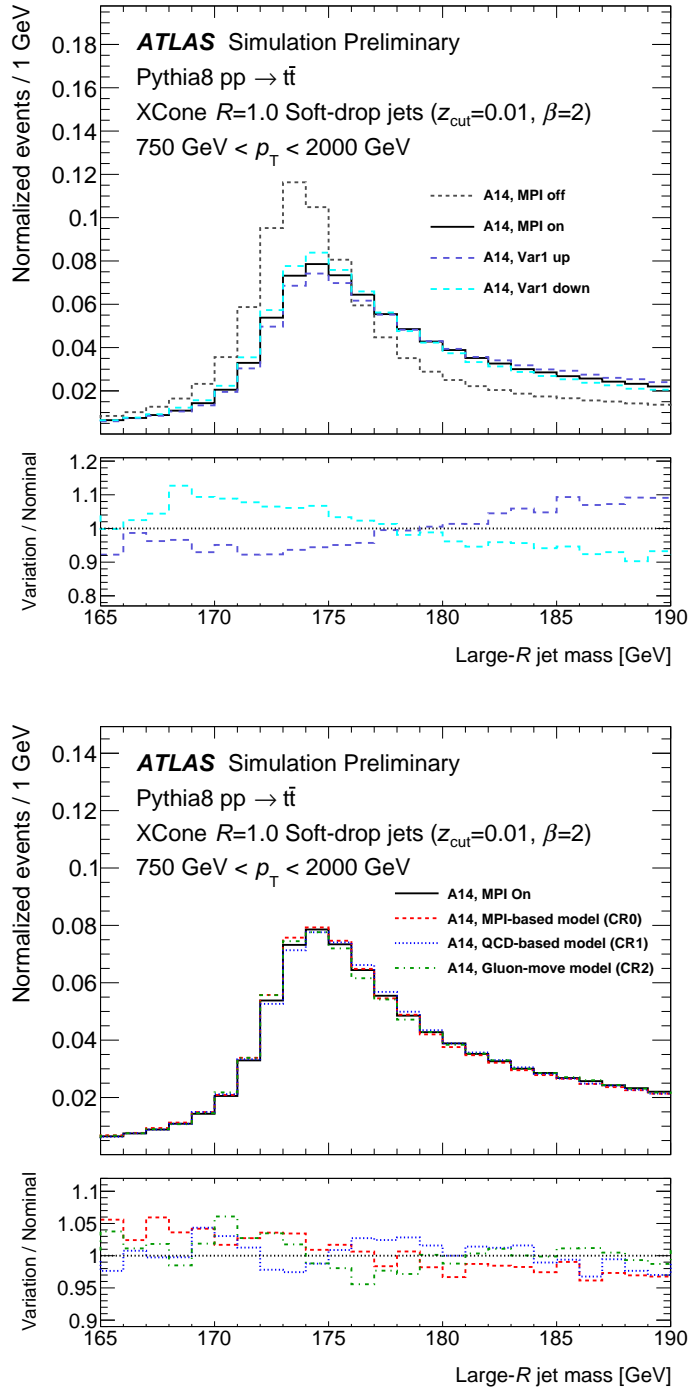 Normalized events / 1 GeV
0.18
0.16
0.14
0.12
0.1
0.08
0.06
0.04
0.02
ATLAS Simulation Preliminary
Pythia8 pp → tt̄
XCone R=1.0 Soft-drop jets (z_cut=0.01, β=2)
750 GeV < p_T < 2000 GeV
A14, MPI off
A14, MPI on
A14, Var1 up
A14, Var1 down
Variation / Nominal
1.2
1.1
1
0.9
0.8
165 170 175 180 185 190
Large-R jet mass [GeV]
Normalized events / 1 GeV
0.14
0.12
0.1
0.08
0.06
0.04
0.02
ATLAS Simulation Preliminary
Pythia8 pp → tt̄
XCone R=1.0 Soft-drop jets (z_cut=0.01, β=2)
750 GeV < p_T < 2000 GeV
A14, MPI On
A14, MPI-based model (CR0)
A14, QCD-based model (CR1)
A14, Gluon-move model (CR2)
Variation / Nominal
1.1
1.05
1
0.95
0.9
165 170 175 180 185 190
Large-R jet mass [GeV]